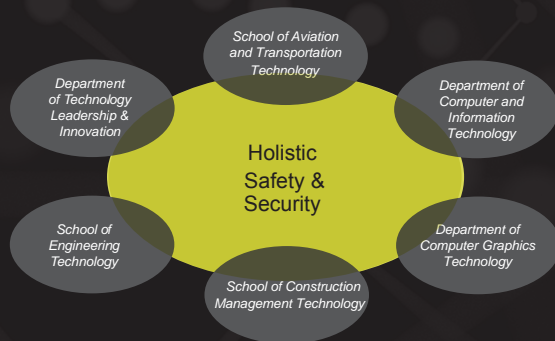 School of Aviation
and Transportation
Technology
Department
of Technology
Leadership &
Innovation
Department of
Computer and
Information
Technology
Holistic
Safety &
Security
School of
Engineering
Technology
Department of
Computer Graphics
Technology
School of Construction
Management Technology